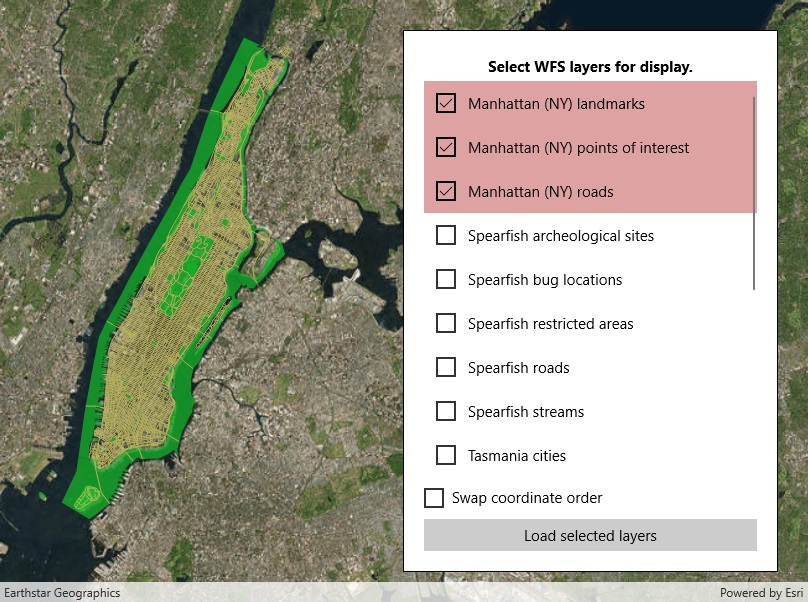 Select WFS layers for display.
Manhattan (NY) landmarks
Manhattan (NY) points of interest
Manhattan (NY) roads
Spearfish archeological sites
Spearfish bug locations
Spearfish restricted areas
Spearfish roads
Spearfish streams
Tasmania cities
Swap coordinate order
Load selected layers
Earthstar Geographics
Powered by Esri